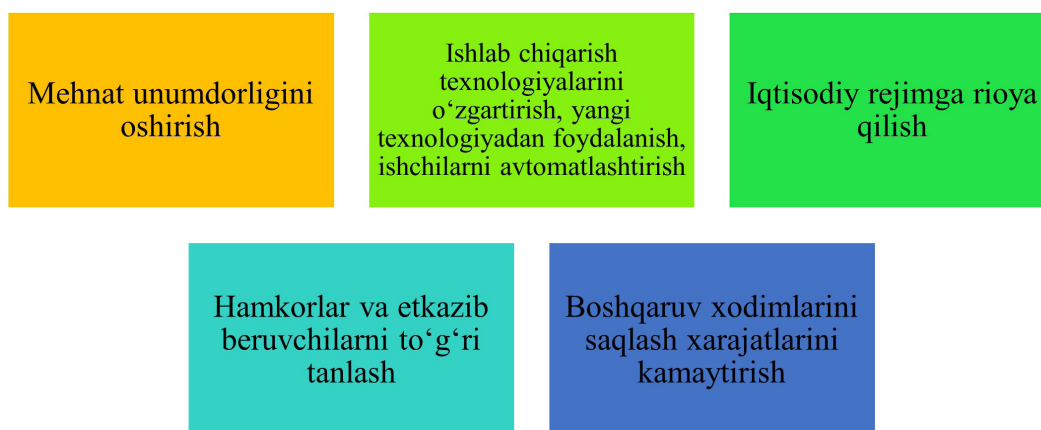 Mehnat unumdorligini
oshirish
Ishlab chiqarish
texnologiyalarini
o‘zgartirish, yangi
texnologiyadan foydalanish,
ishchilarni avtomatlashtirish
Iqtisodiy rejimga rioya
qilish
Hamkorlar va etkazib
beruvchilarni to‘g‘ri
tanlash
Boshqaruv xodimlarini
saqlash xarajatlarini
kamaytirish